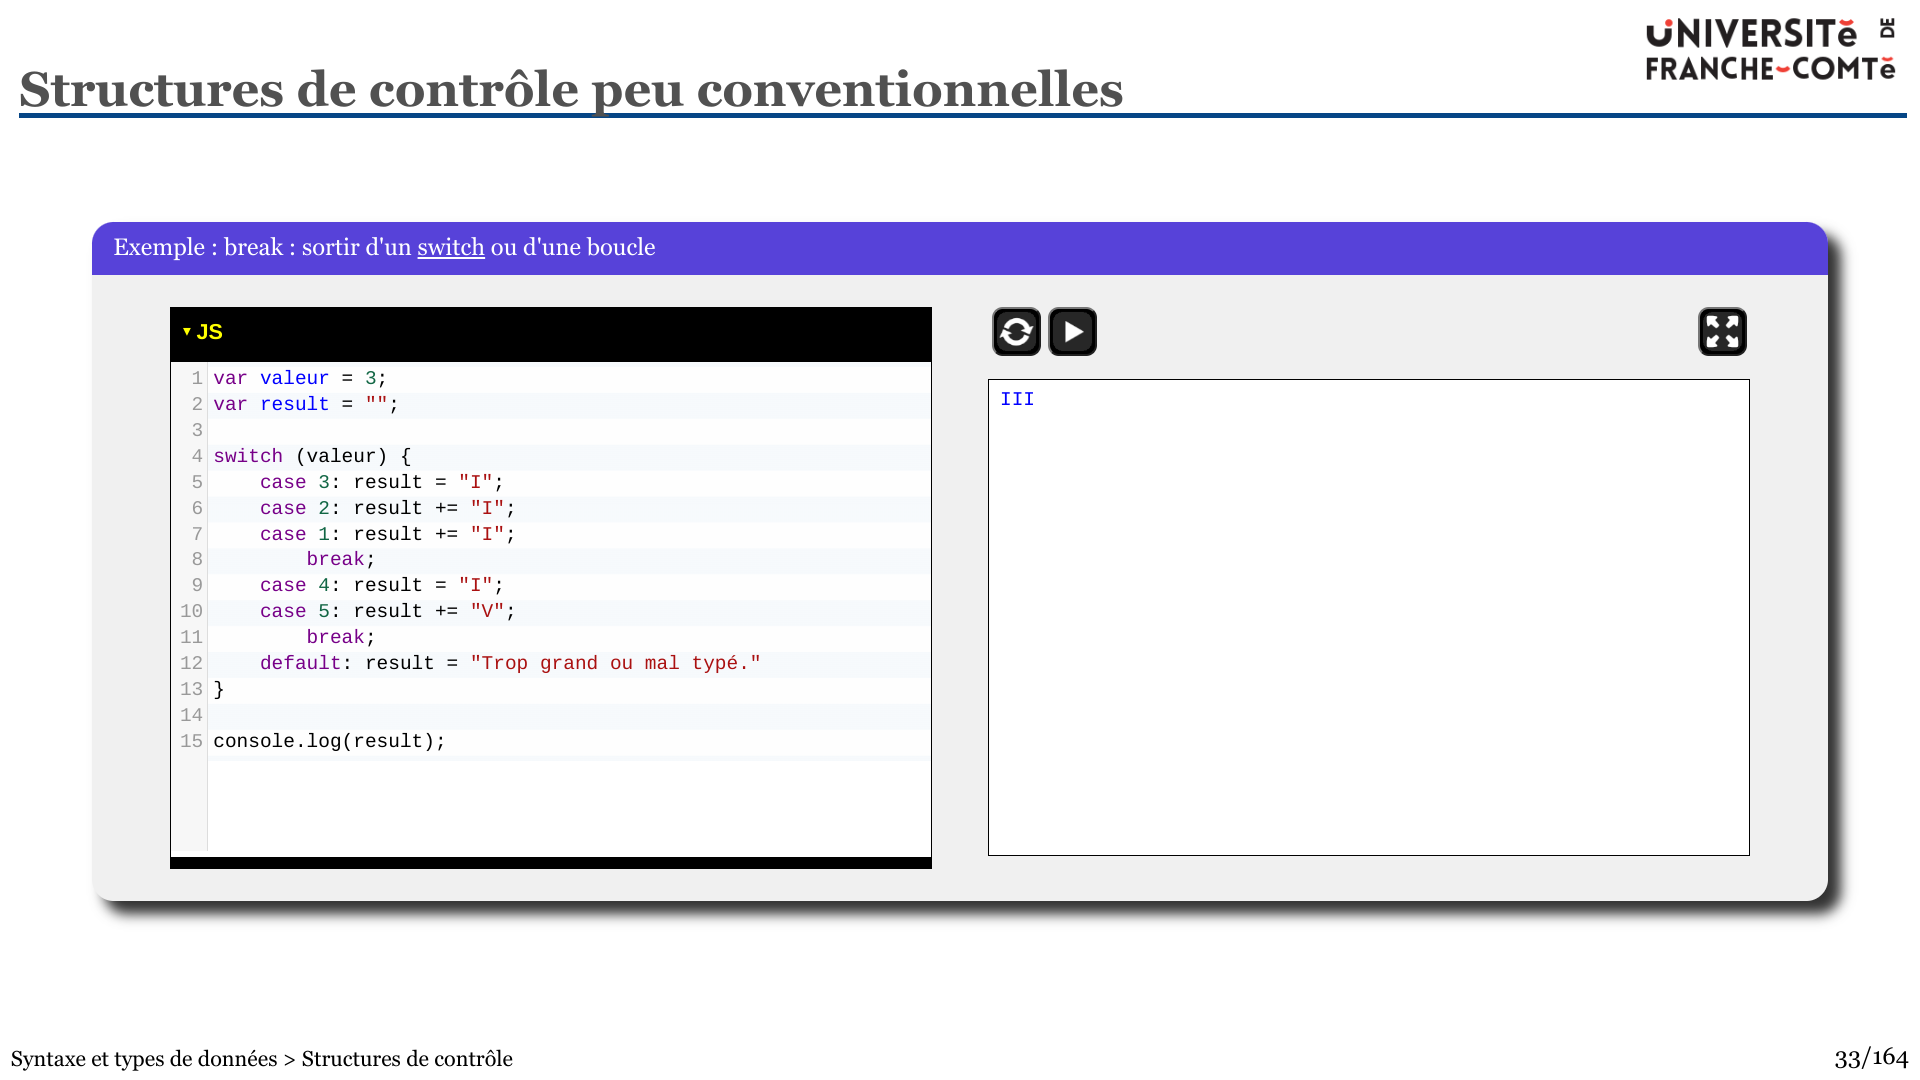 UNIVERSITĕ DE
FRANCHE-COMTĕ
Structures de contrôle peu conventionnelles
Exemple : break : sortir d'un switch ou d'une boucle
▾ JS
1 var valeur = 3;
2 var result = "";
3
4 switch (valeur) {
5     case 3: result = "I";
6     case 2: result += "I";
7     case 1: result += "I";
8         break;
9     case 4: result = "I";
10     case 5: result += "V";
11         break;
12     default: result = "Trop grand ou mal typé."
13 }
14
15 console.log(result);
III
Syntaxe et types de données > Structures de contrôle
33/164